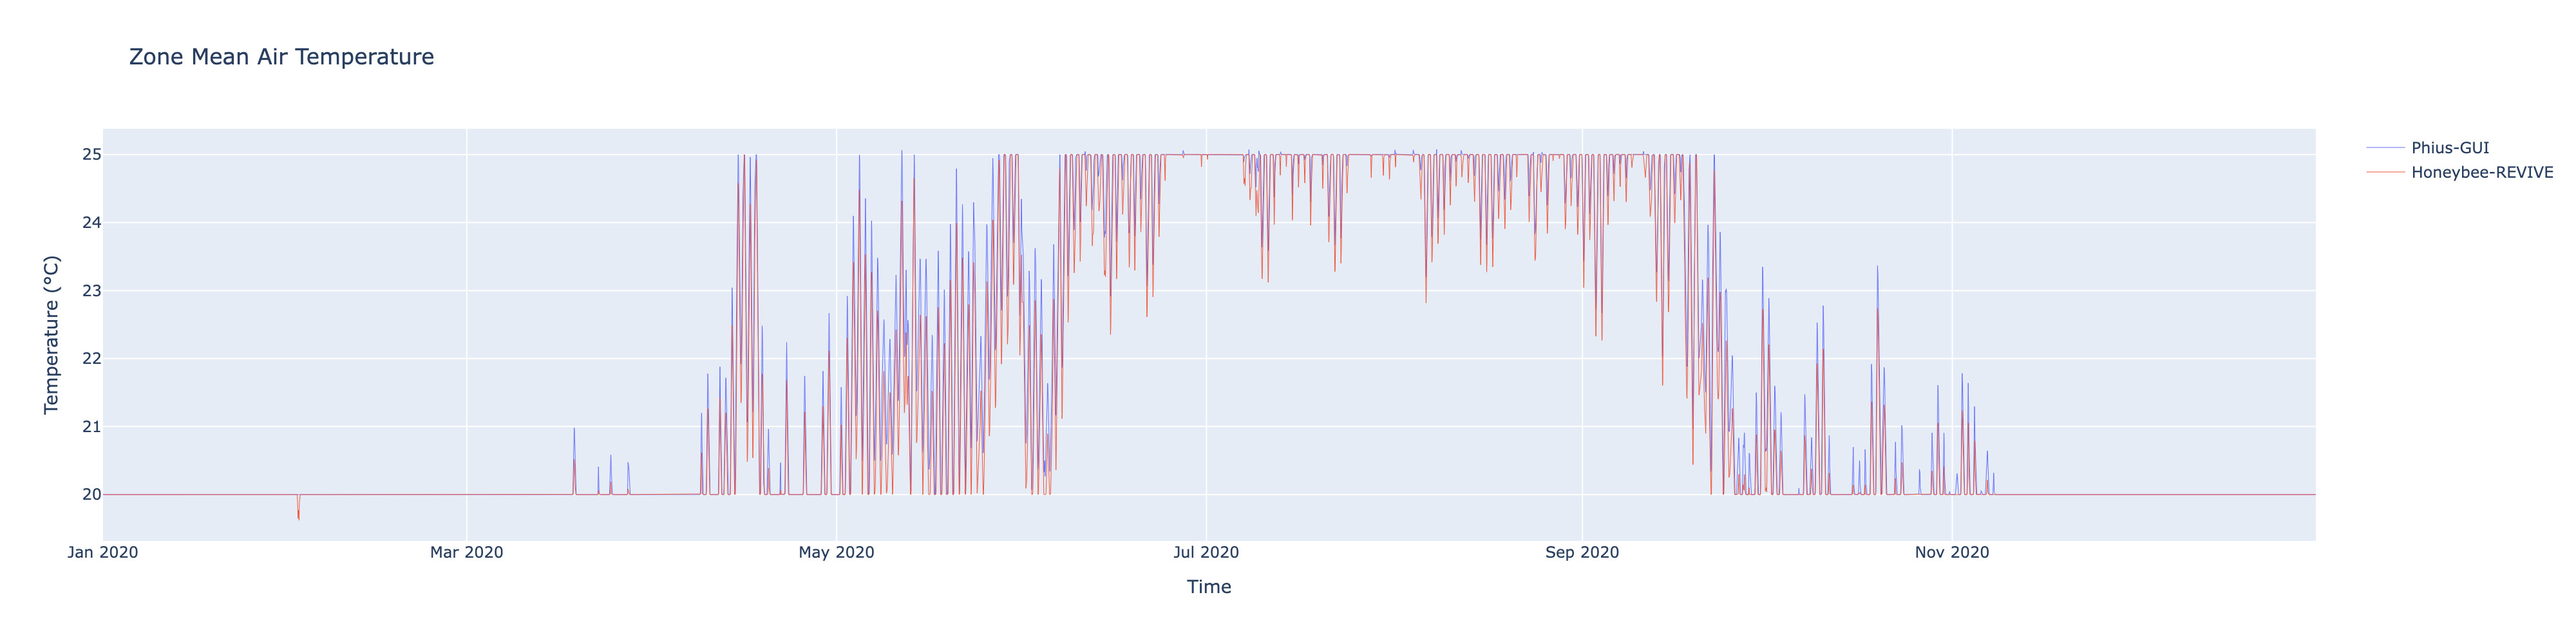 Zone Mean Air Temperature
Phius-GUI
Honeybee-REVIVE
Temperature (°C)
25
24
23
22
21
20
Jan 2020
Mar 2020
May 2020
Jul 2020
Sep 2020
Nov 2020
Time